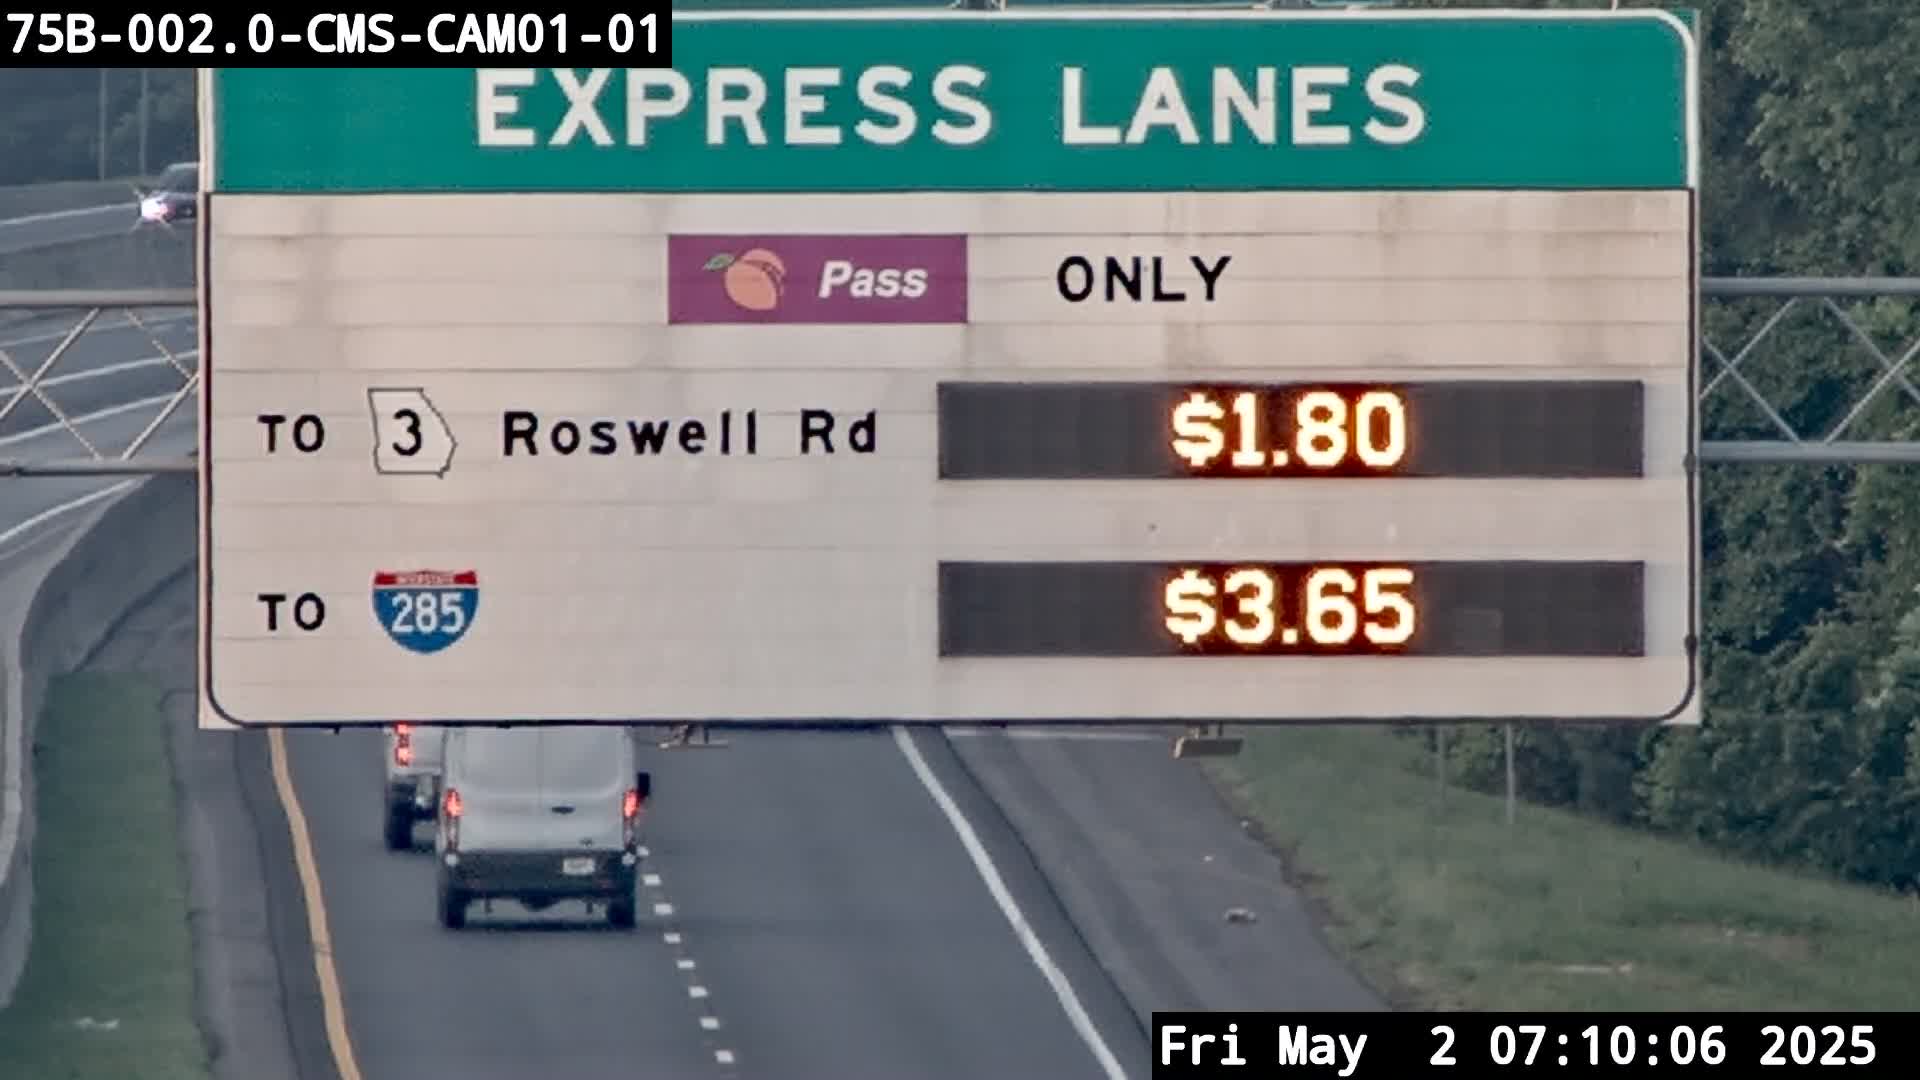 75B-002.0-CMS-CAM01-01
EXPRESS LANES
Pass ONLY
TO 3 Roswell Rd $1.80
INTERSTATE
TO 285 $3.65
Fri May 2 07:10:06 2025